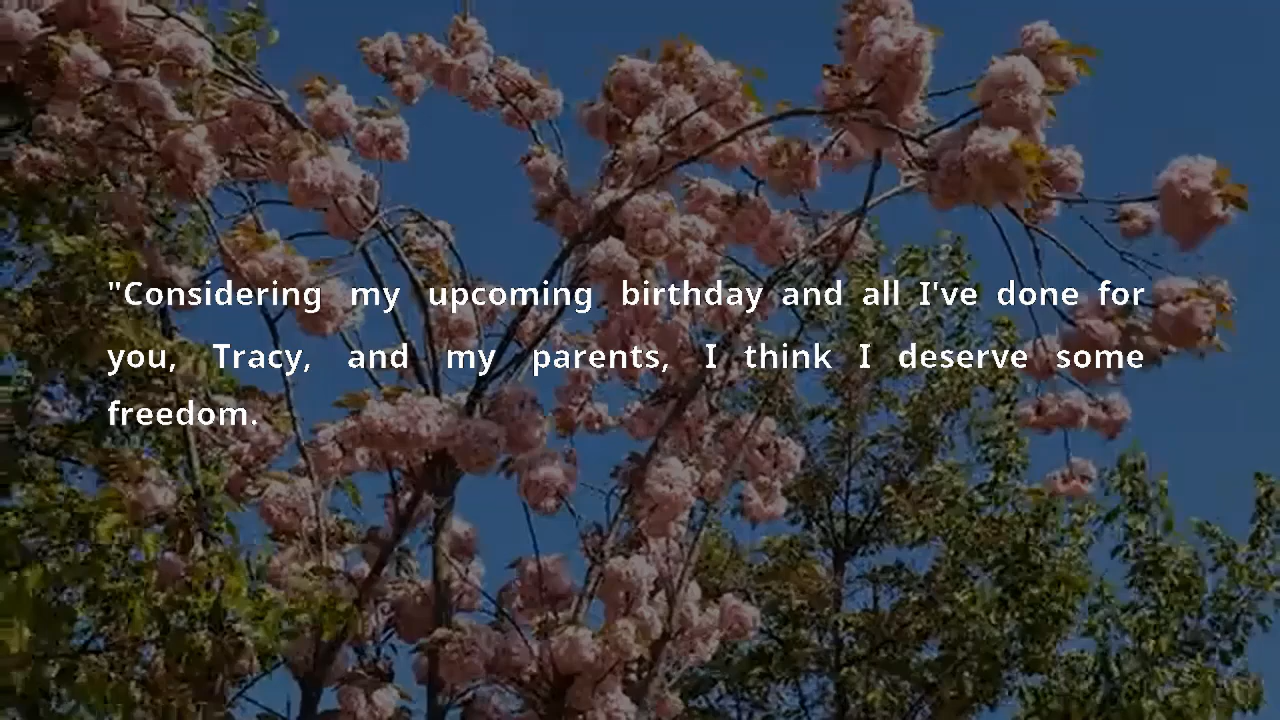 "Considering my upcoming birthday and all I've done for
you, Tracy, and my parents, I think I deserve some
freedom.